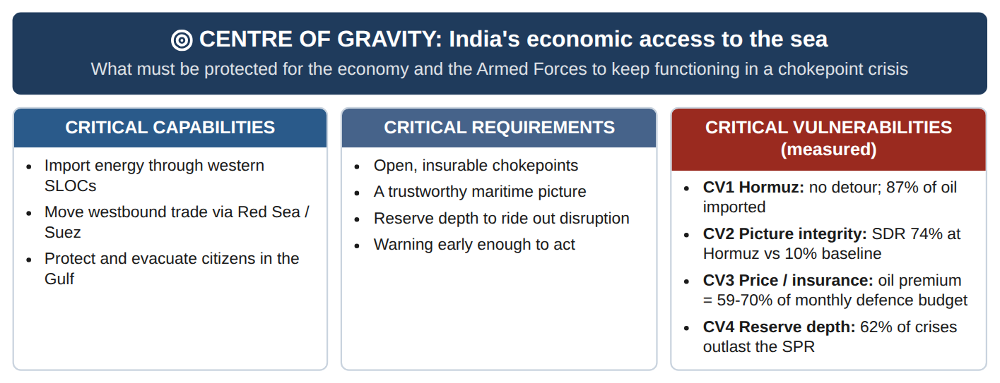 CENTRE OF GRAVITY: India's economic access to the sea
What must be protected for the economy and the Armed Forces to keep functioning in a chokepoint crisis
CRITICAL CAPABILITIES
• Import energy through western
SLOCs
• Move westbound trade via Red Sea /
Suez
• Protect and evacuate citizens in the
Gulf
CRITICAL REQUIREMENTS
• Open, insurable chokepoints
• A trustworthy maritime picture
• Reserve depth to ride out disruption
• Warning early enough to act
CRITICAL VULNERABILITIES
(measured)
• CV1 Hormuz: no detour; 87% of oil
imported
• CV2 Picture integrity: SDR 74% at
Hormuz vs 10% baseline
• CV3 Price / insurance: oil premium
= 59-70% of monthly defence budget
• CV4 Reserve depth: 62% of crises
outlast the SPR